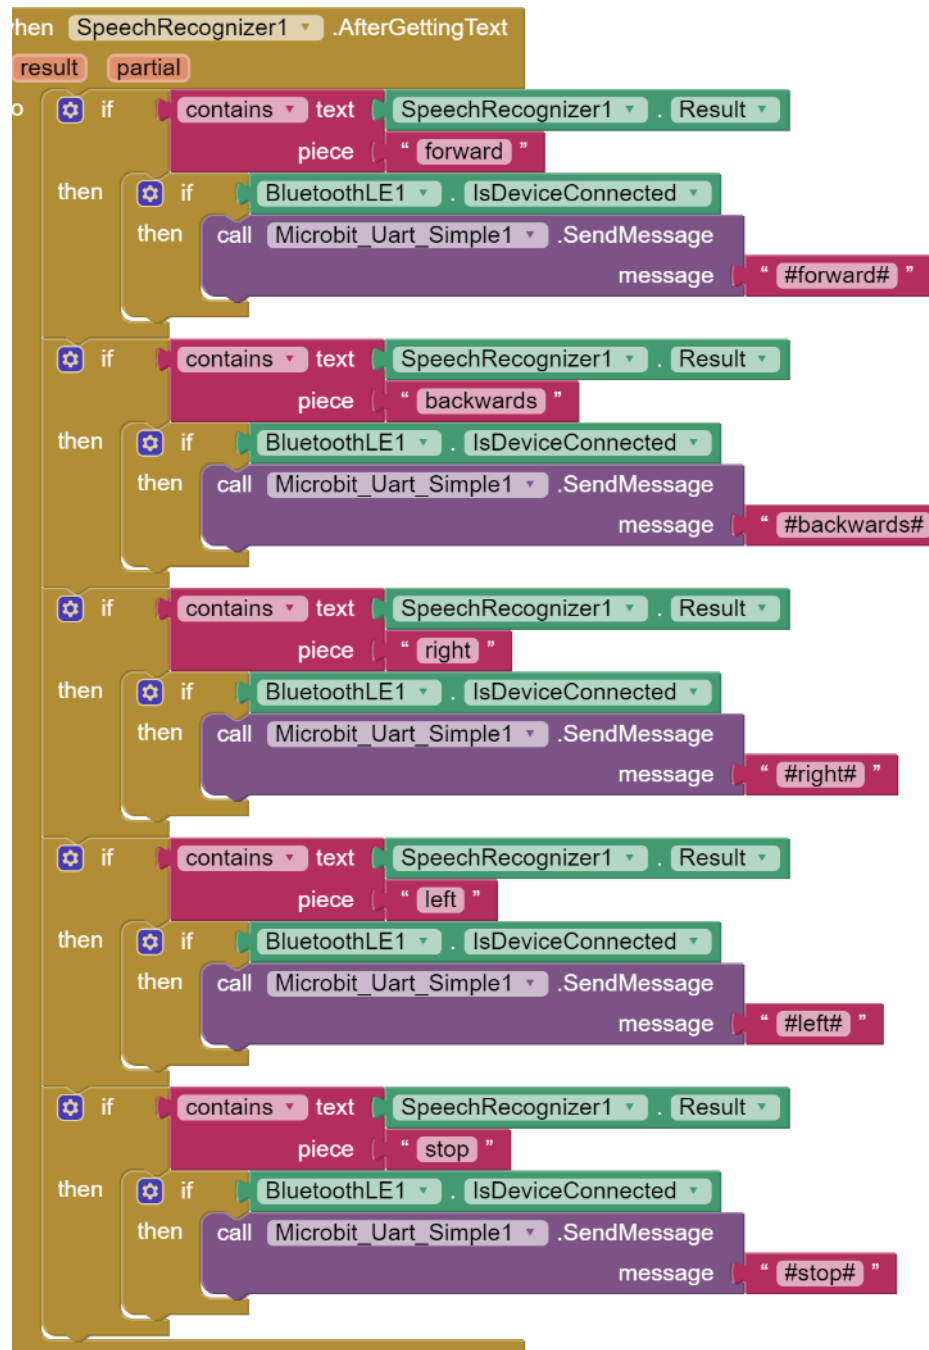 when SpeechRecognizer1 .AfterGettingText
result partial
do if contains text SpeechRecognizer1 . Result
piece “ forward ”
then if BluetoothLE1 . IsDeviceConnected
then call Microbit_Uart_Simple1 .SendMessage
message “ #forward# ”
if contains text SpeechRecognizer1 . Result
piece “ backwards ”
then if BluetoothLE1 . IsDeviceConnected
then call Microbit_Uart_Simple1 .SendMessage
message “ #backwards#
if contains text SpeechRecognizer1 . Result
piece “ right ”
then if BluetoothLE1 . IsDeviceConnected
then call Microbit_Uart_Simple1 .SendMessage
message “ #right# ”
if contains text SpeechRecognizer1 . Result
piece “ left ”
then if BluetoothLE1 . IsDeviceConnected
then call Microbit_Uart_Simple1 .SendMessage
message “ #left# ”
if contains text SpeechRecognizer1 . Result
piece “ stop ”
then if BluetoothLE1 . IsDeviceConnected
then call Microbit_Uart_Simple1 .SendMessage
message “ #stop# ”